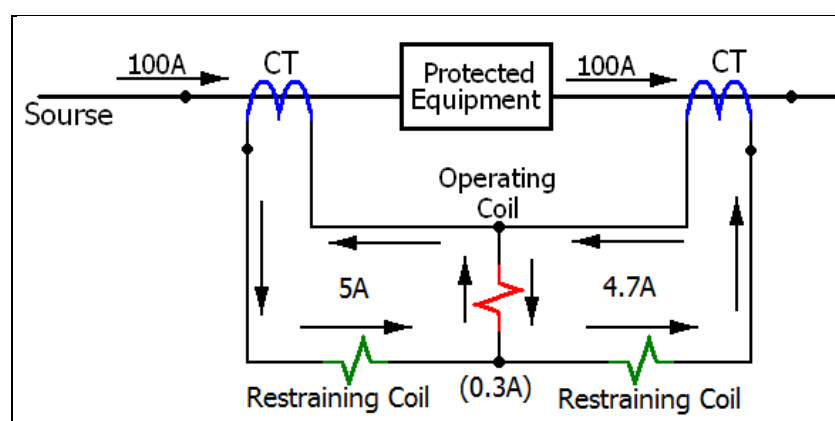 100A
CT
Protected
Equipment
100A
CT
Sourse
Operating
Coil
5A
4.7A
Restraining Coil
(0.3A)
Restraining Coil